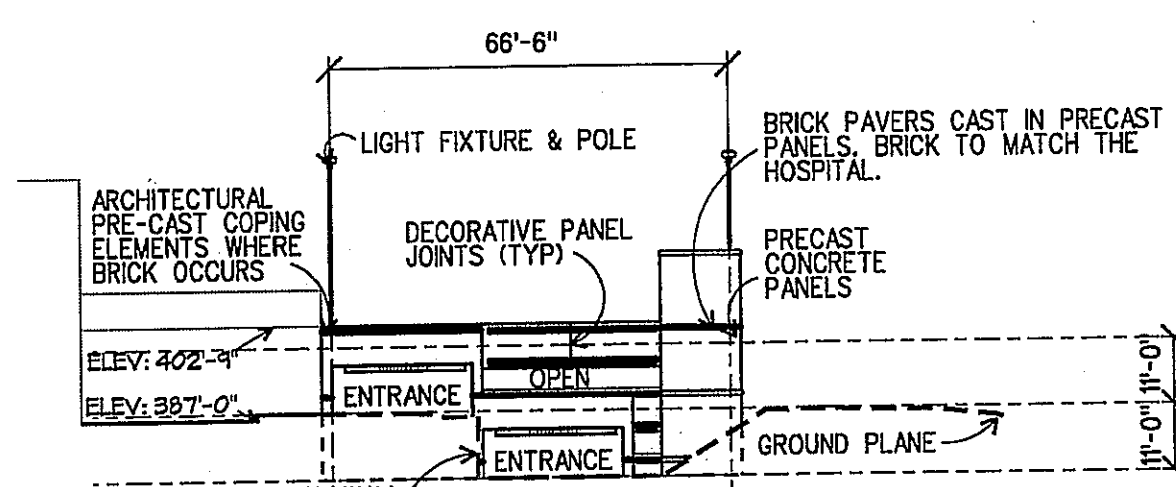 66'-6"
LIGHT FIXTURE & POLE
BRICK PAVERS CAST IN PRECAST
PANELS. BRICK TO MATCH THE
HOSPITAL.
ARCHITECTURAL
PRE-CAST COPING
ELEMENTS WHERE
BRICK OCCURS
DECORATIVE PANEL
JOINTS (TYP)
PRECAST
CONCRETE
PANELS
ELEV: 402'-9"
OPEN
ENTRANCE
11'-0"
ELEV: 387'-0"
ENTRANCE
GROUND PLANE
11'-0"